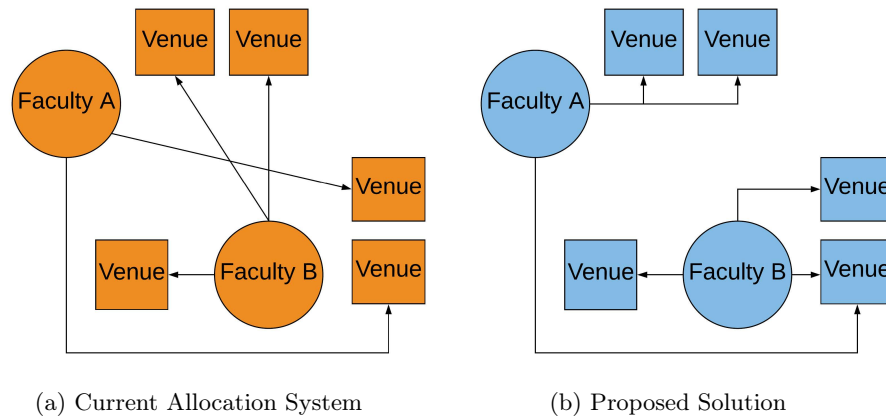 Venue
Venue
Faculty A
Venue
Venue
Faculty B
Venue
(a) Current Allocation System
Venue
Venue
Faculty A
Venue
Venue
Faculty B
Venue
(b) Proposed Solution